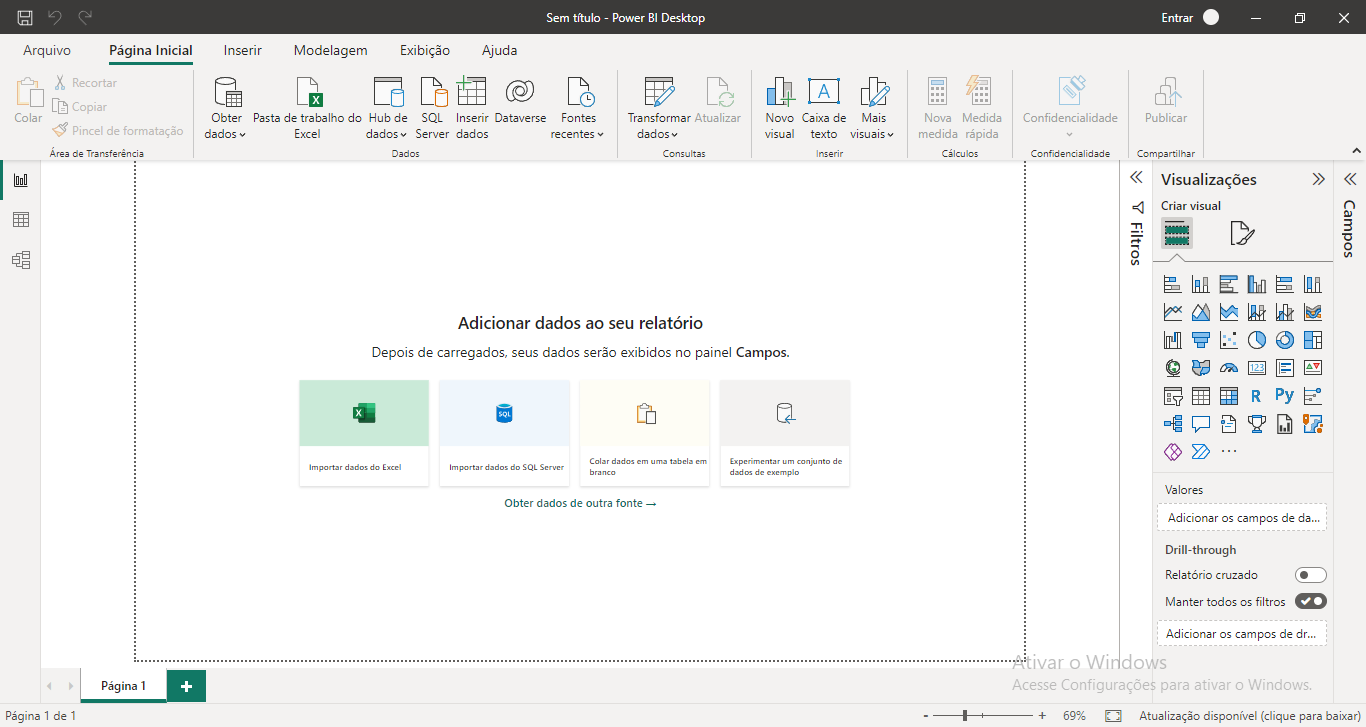 Sem título - Power BI Desktop
Entrar
Arquivo
Página Inicial
Inserir
Modelagem
Exibição
Ajuda
Colar
Recortar
Copiar
Pincel de formatação
Área de Transferência
Obter
dados
Pasta de trabalho do
Excel
Hub de
dados
SQL
Server
Inserir
dados
Dataverse
Fontes
recentes
Dados
Transformar
dados
Atualizar
Consultas
Novo
visual
A
Caixa de
texto
Mais
visuais
Inserir
Nova
medida
Medida
rápida
Cálculos
Confidencialidade
Confidencialidade
Publicar
Compartilhar
Filtros
Visualizações
Criar visual
Campos
123
R
Py
Adicionar dados ao seu relatório
Depois de carregados, seus dados serão exibidos no painel Campos.
X
SQL
Importar dados do Excel
Importar dados do SQL Server
Colar dados em uma tabela em
branco
Experimentar um conjunto de
dados de exemplo
Obter dados de outra fonte →
Valores
Adicionar os campos de da...
Drill-through
Relatório cruzado
Manter todos os filtros
Adicionar os campos de dr...
Ativar o Windows
Acesse Configurações para ativar o Windows.
Página 1
+
Página 1 de 1
- + 69%
Atualização disponível (clique para baixar)